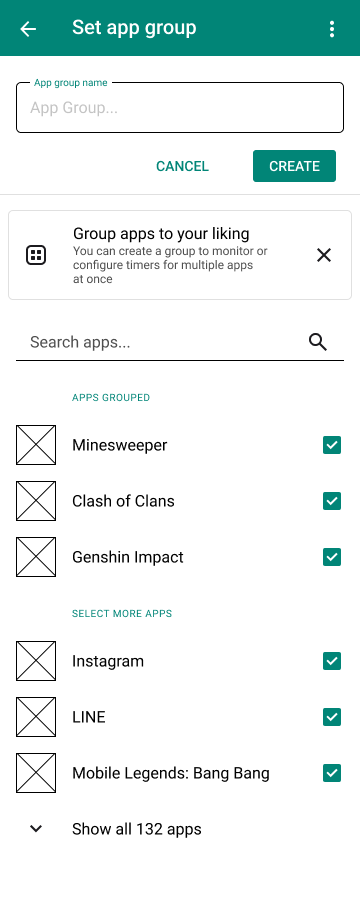 Set app group
App group name
App Group...
CANCEL
CREATE
Group apps to your liking
You can create a group to monitor or
configure timers for multiple apps
at once
Search apps...
APPS GROUPED
Minesweeper
Clash of Clans
Genshin Impact
SELECT MORE APPS
Instagram
LINE
Mobile Legends: Bang Bang
Show all 132 apps